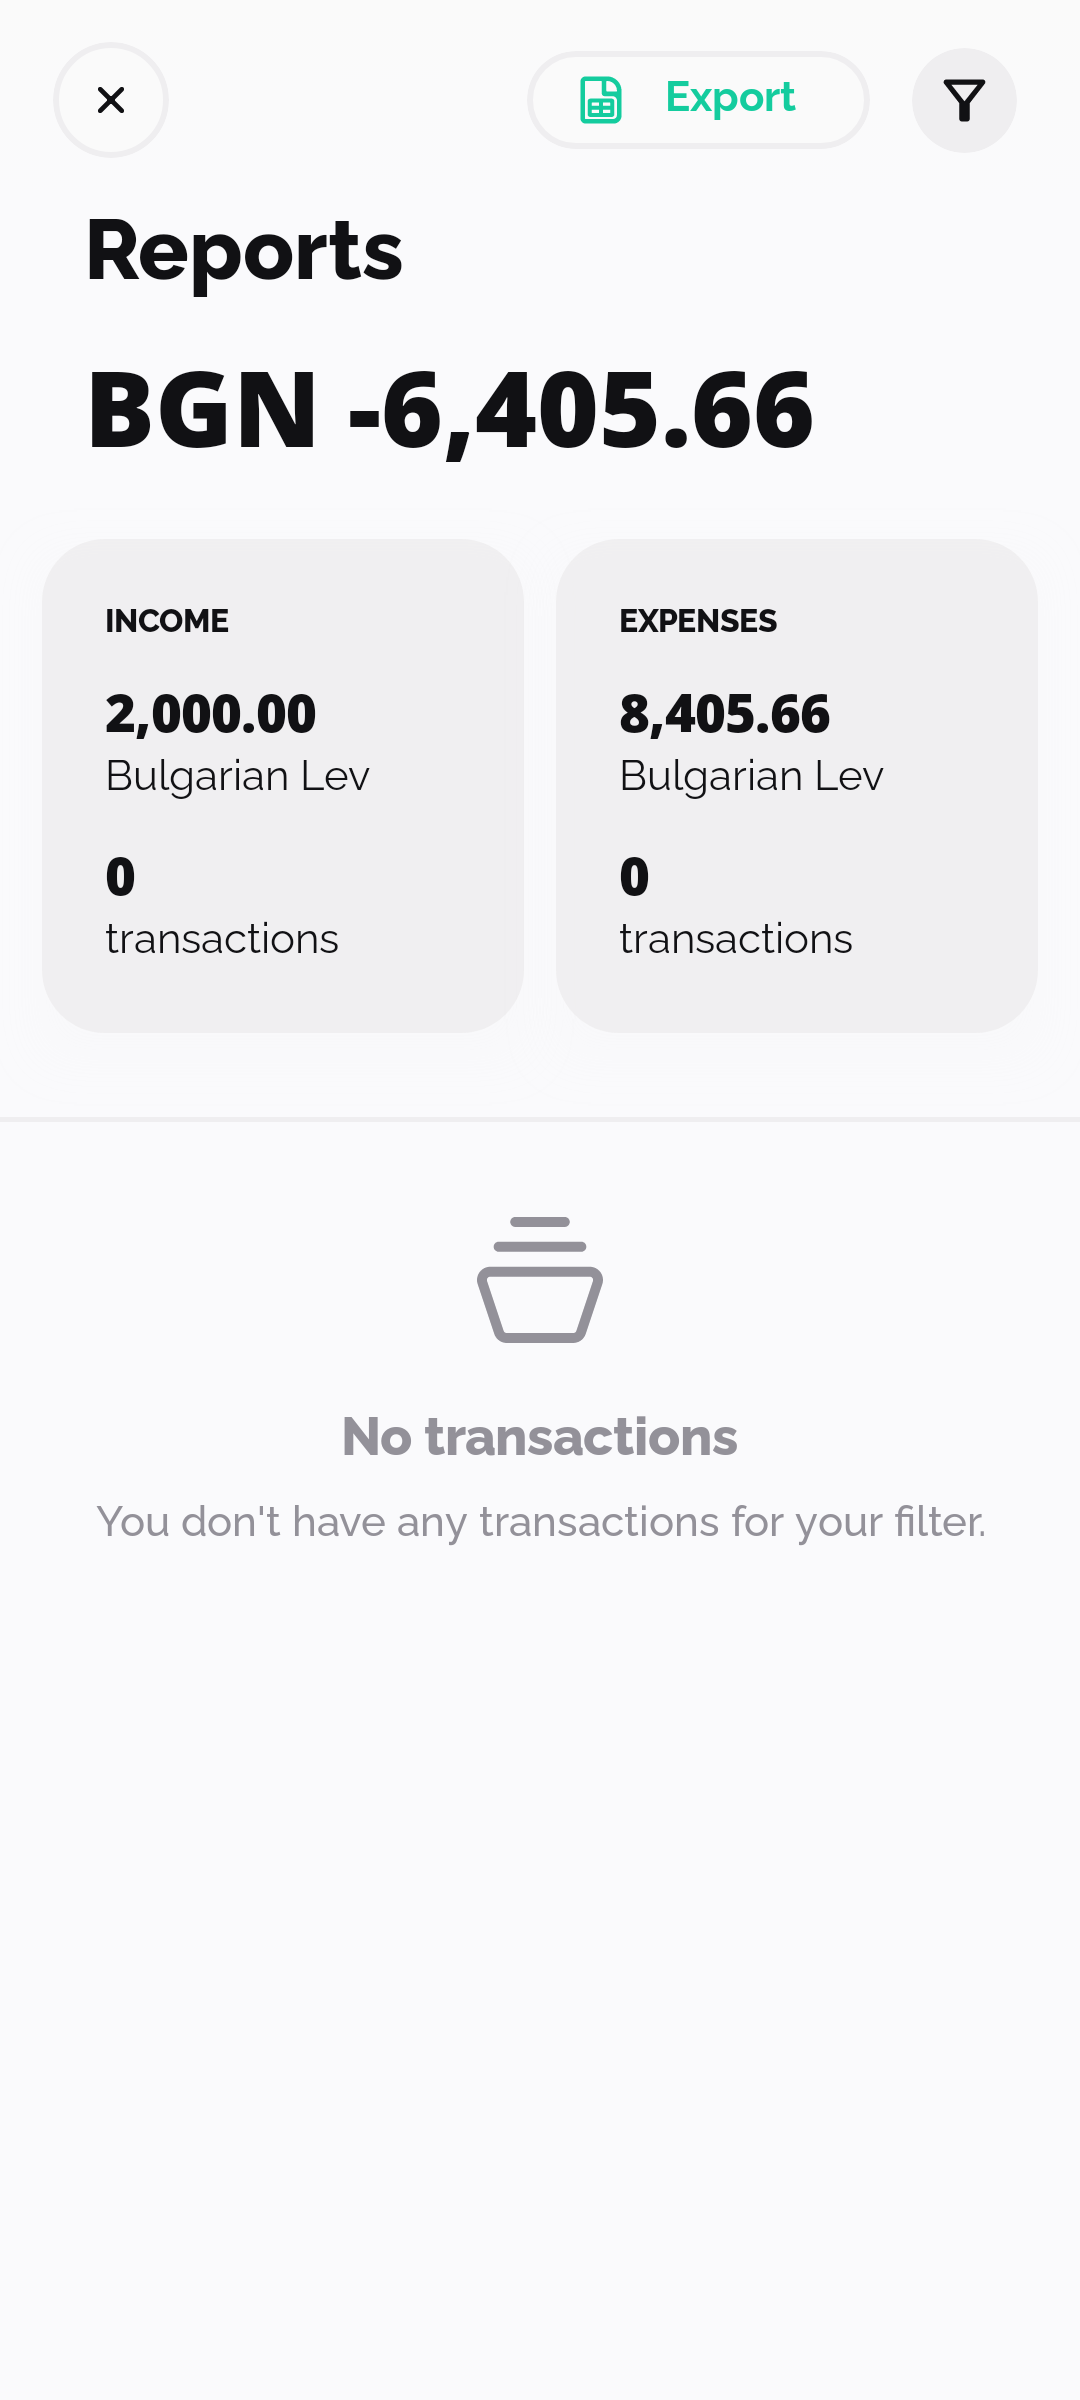 Export
Reports
BGN -6,405.66
INCOME
2,000.00
Bulgarian Lev
0
transactions
EXPENSES
8,405.66
Bulgarian Lev
0
transactions
No transactions
You don't have any transactions for your filter.